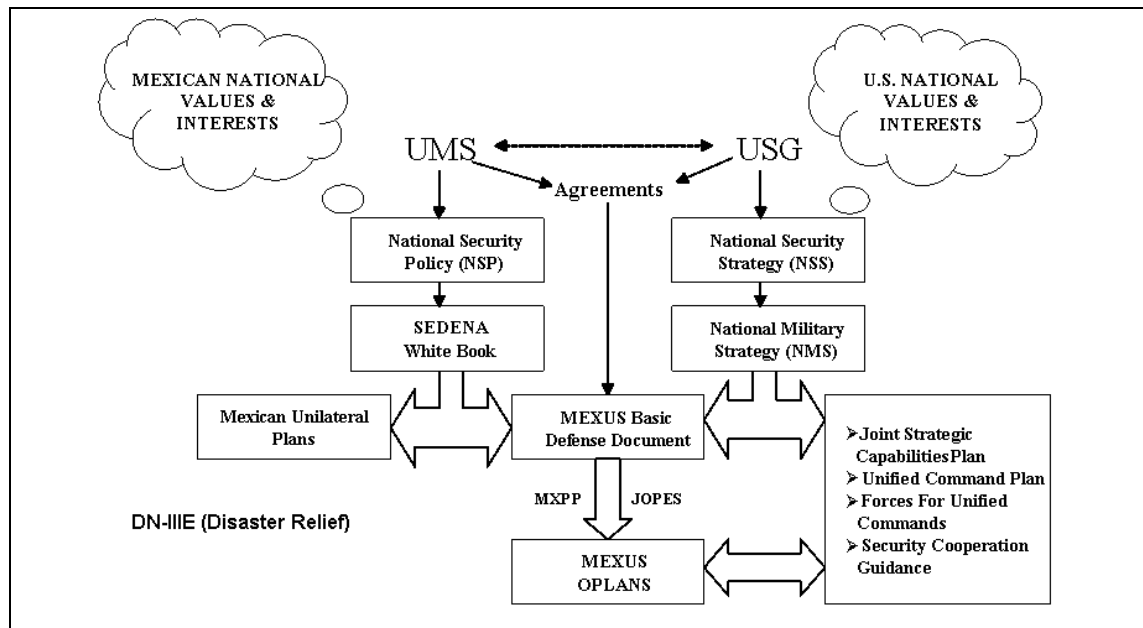 MEXICAN NATIONAL
VALUES &
INTERESTS
U.S. NATIONAL
VALUES &
INTERESTS
UMS
USG
Agreements
National Security
Policy (NSP)
National Security
Strategy (NSS)
SEDENA
White Book
National Military
Strategy (NMS)
Mexican Unilateral
Plans
MEXUS Basic
Defense Document
➢Joint Strategic
CapabilitiesPlan
➢ Unified Command Plan
➢ Forces For Unified
Commands
➢ Security Cooperation
Guidance
MXPP
JOPES
DN-IIIE (Disaster Relief)
MEXUS
OPLANS